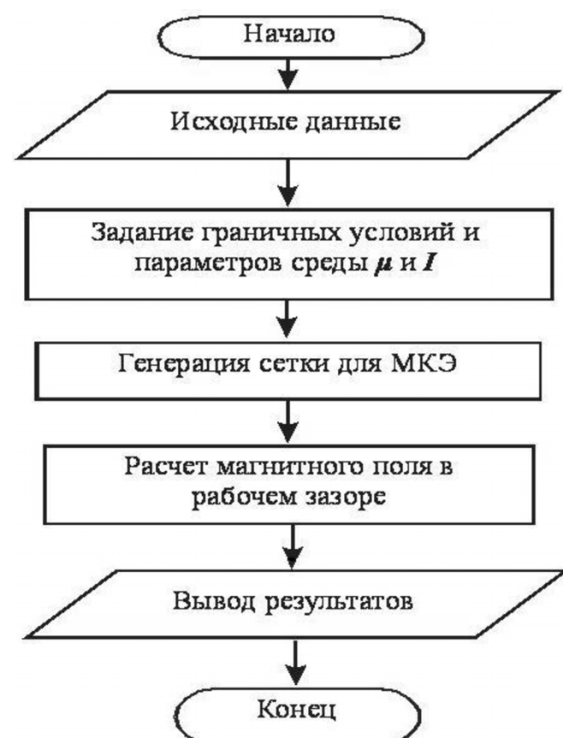 Начало
Исходные данные
Задание граничных условий и
параметров среды μ и I
Генерация сетки для МКЭ
Расчет магнитного поля в
рабочем зазоре
Вывод результатов
Конец